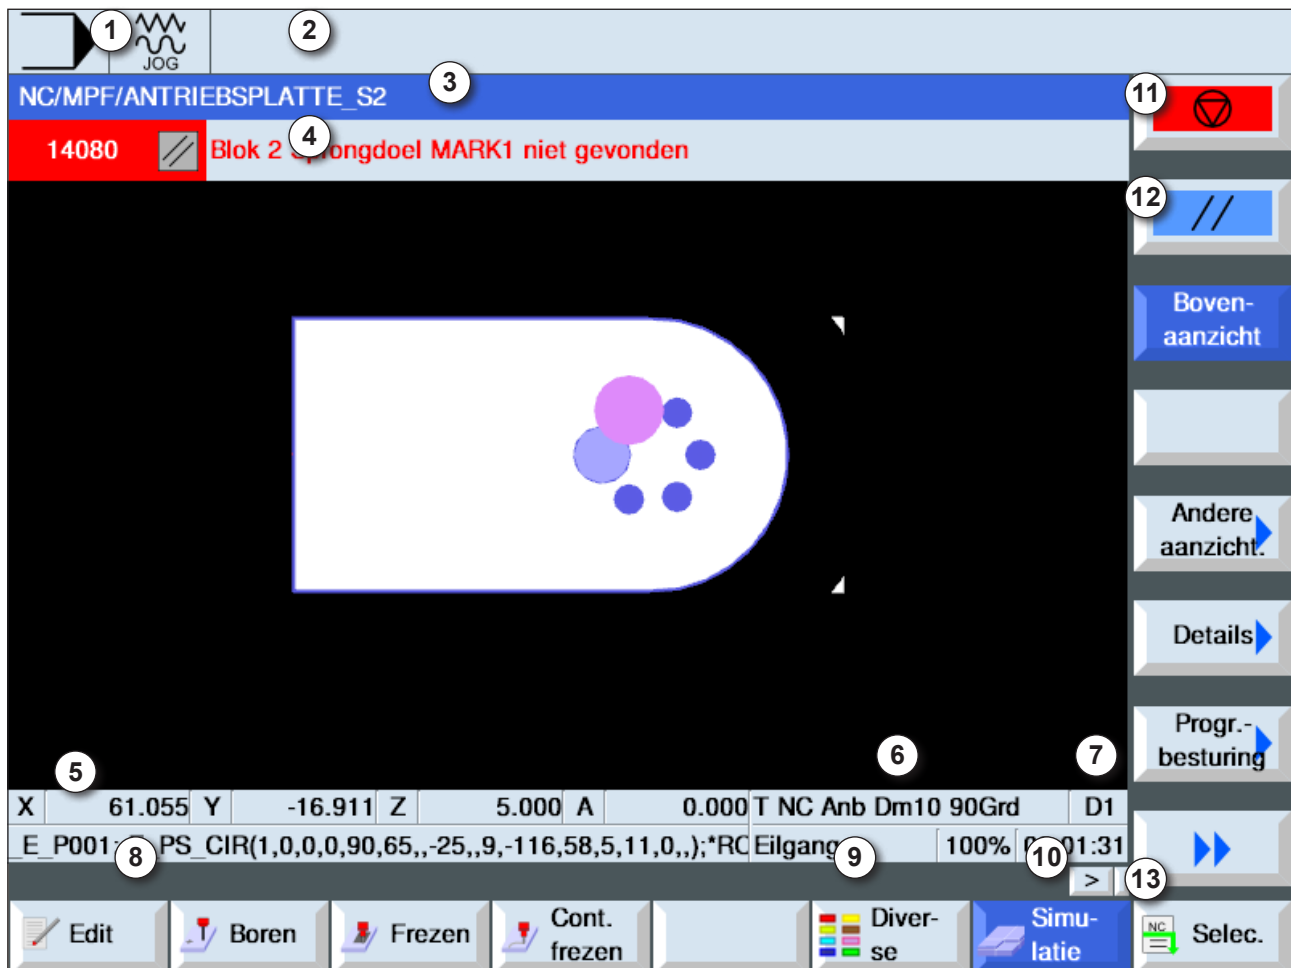 1
2
JOG
3
NC/MPF/ANTRIEBSPLATTE_S2
11
4
14080
Blok 2 Sprongdoel MARK1 niet gevonden
12
Boven-
aanzicht
Andere
aanzicht.
Details
Progr.-
besturing
5
6
7
X 61.055 Y -16.911 Z 5.000 A 0.000 T NC Anb Dm10 90Grd D1
_E_P001: PS_CIR(1,0,0,0,90,65,,-25,,9,-116,58,5,11,0,,);*RC Eilgang 100% 01:31
8
9
10
>
13
Edit
Boren
Frezen
Cont.
frezen
Diver-
se
Simu-
latie
NC
Selec.